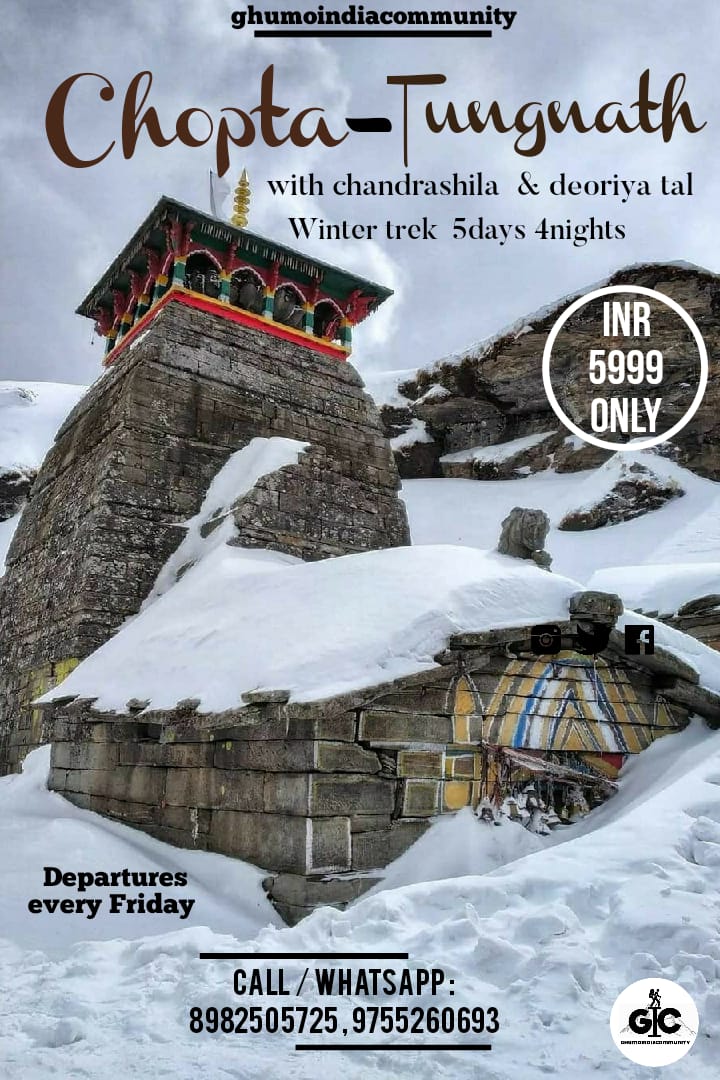 ghumoindiacommunity
Chopta-Tungnath
with chandrashila & deoriya tal
Winter trek 5days 4nights
INR
5999
ONLY
Departures
every Friday
CALL / WHATSAPP :
8982505725 , 9755260693
GIC
GHUMOINDIACOMMUNITY